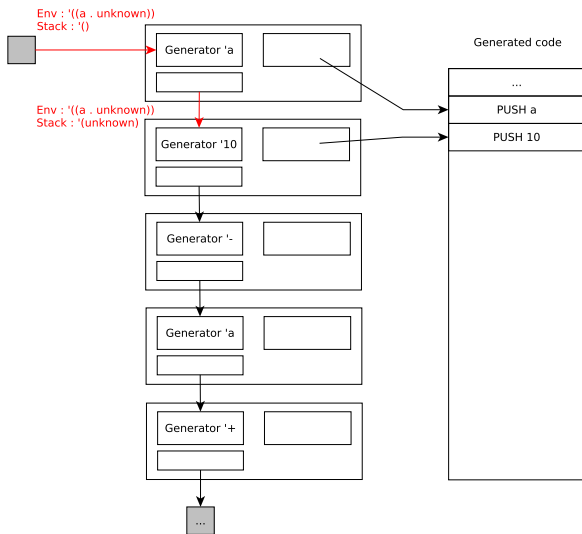 Env : '((a . unknown))
Stack : '()
Generator 'a
Generated code
...
PUSH a
Env : '((a . unknown))
Stack : '(unknown)
Generator '10
PUSH 10
Generator '-
Generator 'a
Generator '+
...